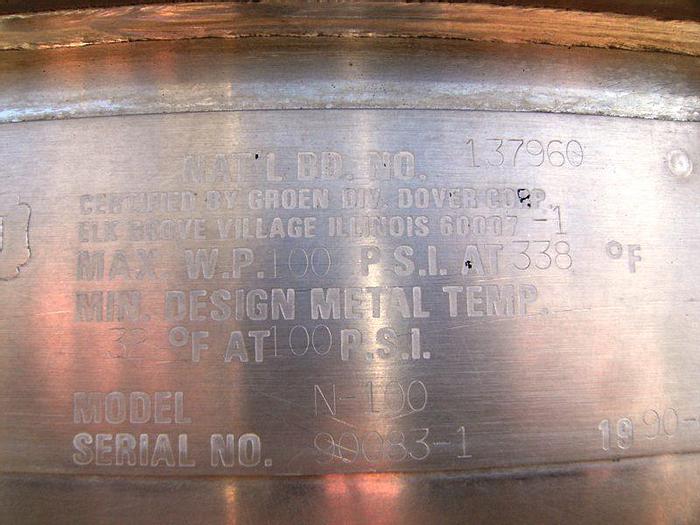 NAT'L BD. NO. 137960
CERTIFIED BY GROEN DIV. DOVER CORP.
ELK GROVE VILLAGE ILLINOIS 60007 -1
MAX. W.P. 100 P.S.I. AT 338 °F
MIN. DESIGN METAL TEMP.
32 °F AT 100 P.S.I.
MODEL N-100
SERIAL NO. 90083-1 1990-